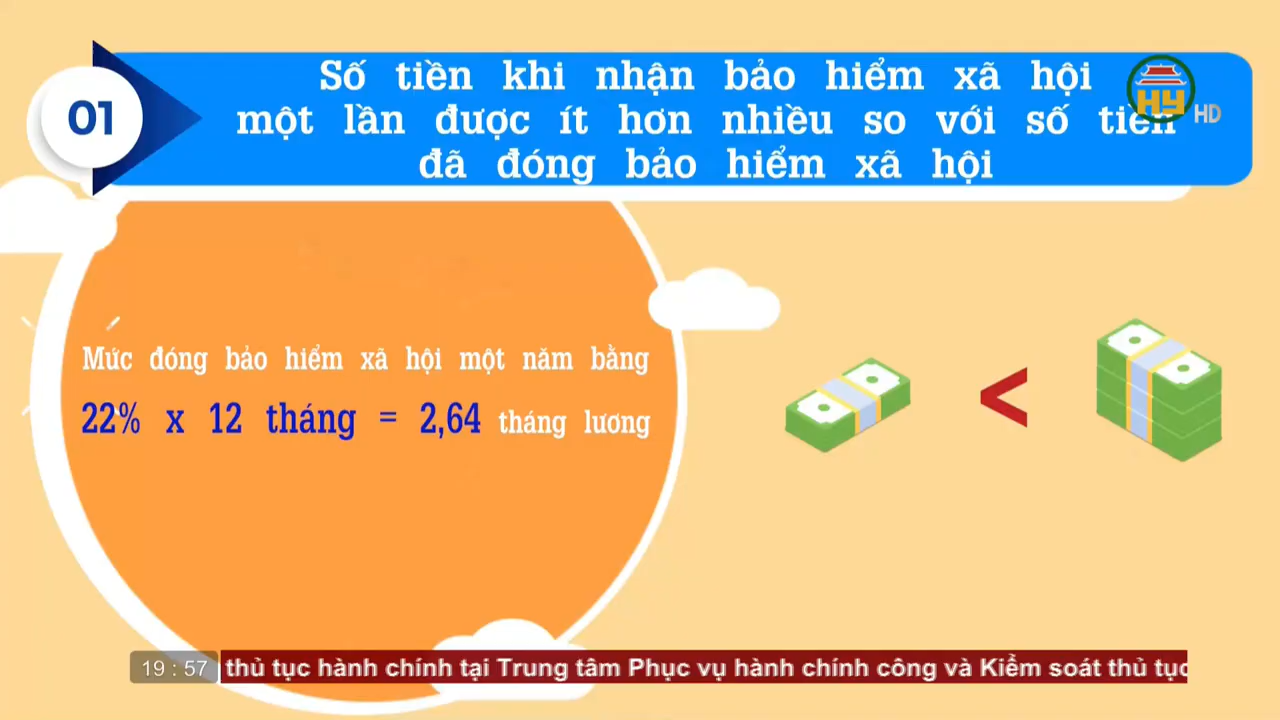 01
Số tiền khi nhận bảo hiểm xã hội
một lần được ít hơn nhiều so với số tiền
đã đóng bảo hiểm xã hội
HY HD
Mức đóng bảo hiểm xã hội một năm bằng
22% x 12 tháng = 2,64 tháng lương
<
19 : 57 thủ tục hành chính tại Trung tâm Phục vụ hành chính công và Kiểm soát thủ tục